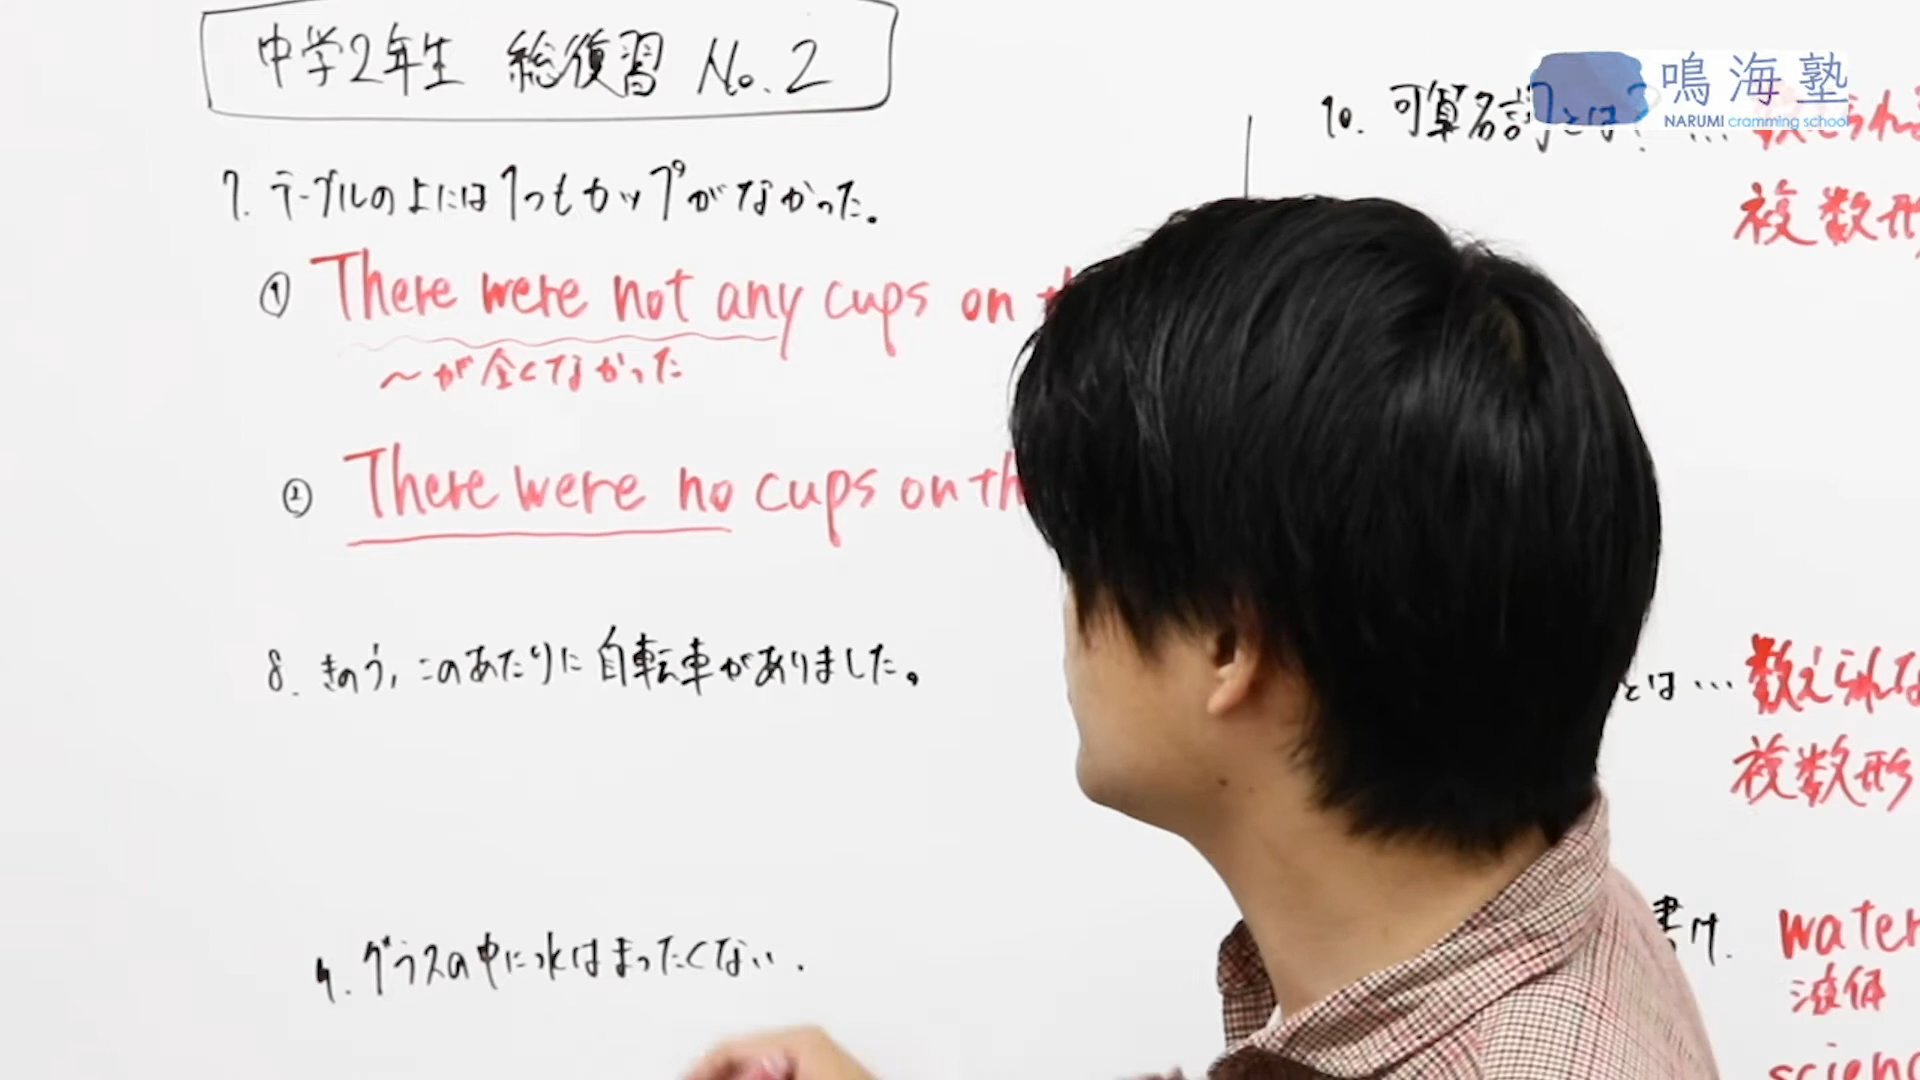 中学2年生 総復習 No.2
7. テーブルの上には1つもカップがなかった。
① There were not any cups on
〜が全くなかった
② There were no cups on th
8. きのう、このあたりに自転車がありました。
9. グラスの中に水はまったくない.
鳴海塾
NARUMI cramming school
10. 可算名詞とは? … 数えられ
複数形
とは … 数えられな
複数形
書け.
water
液体
scien